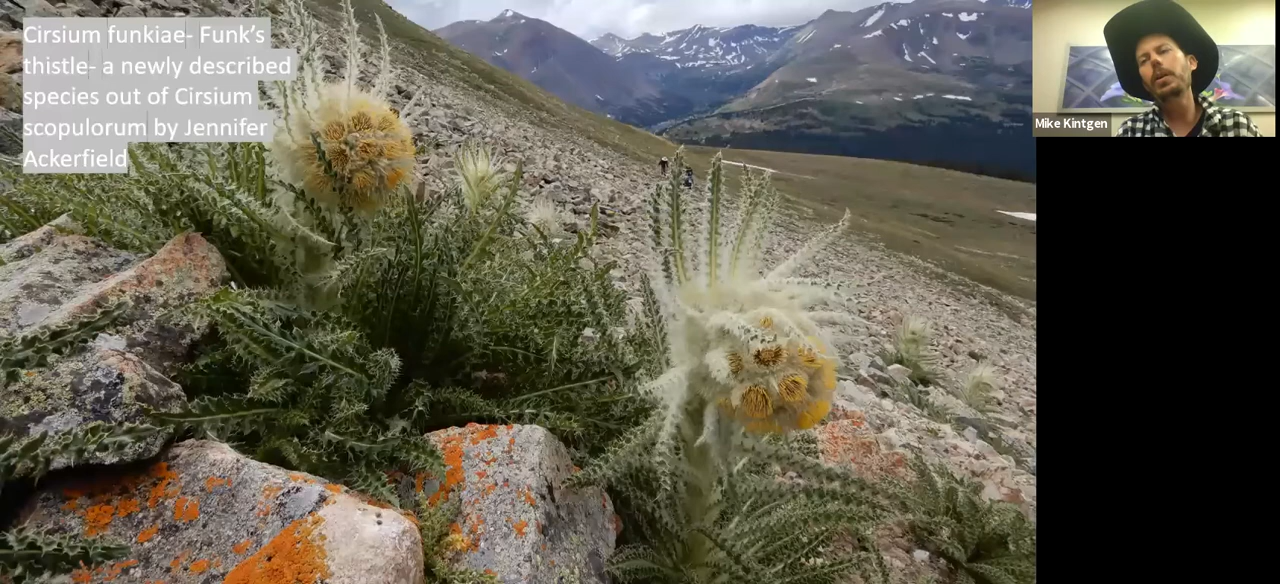 Cirsium funkiae- Funk's
thistle- a newly described
species out of Cirsium
scopulorum by Jennifer
Ackerfield
Mike Kintgen